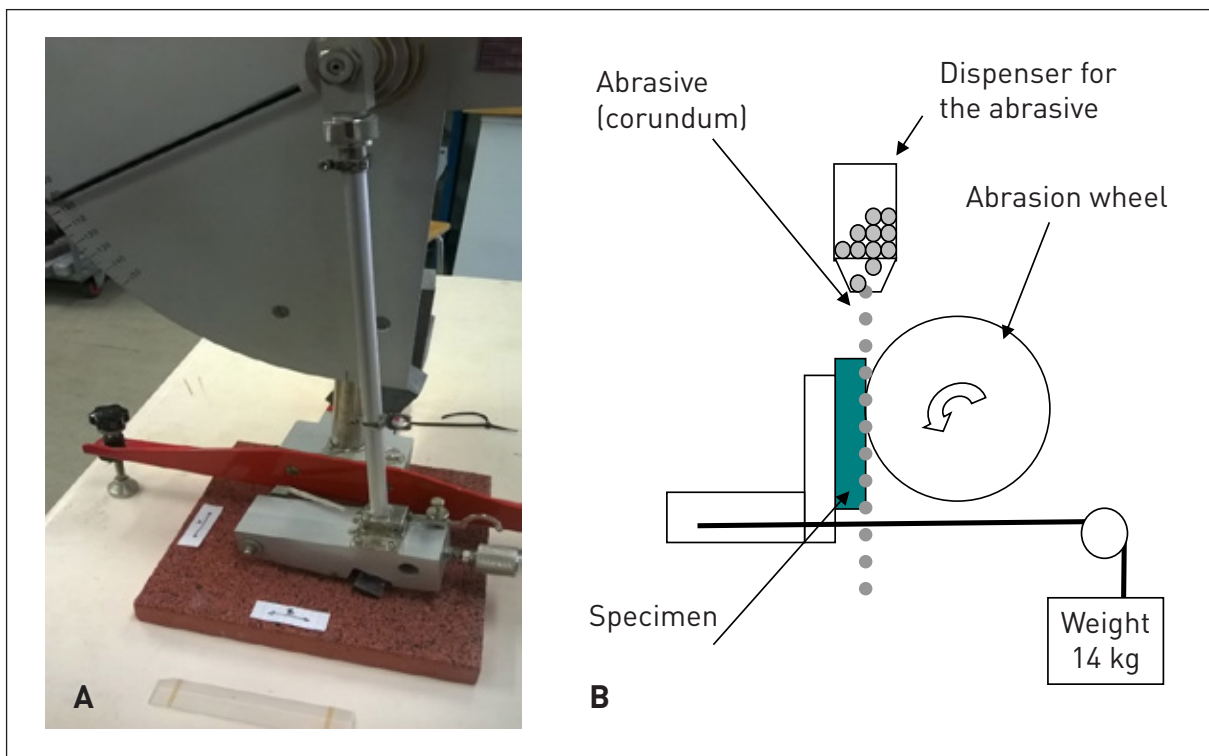 Abrasive
(corundum)
Dispenser for
the abrasive
Abrasion wheel
Specimen
Weight
14 kg
A
B